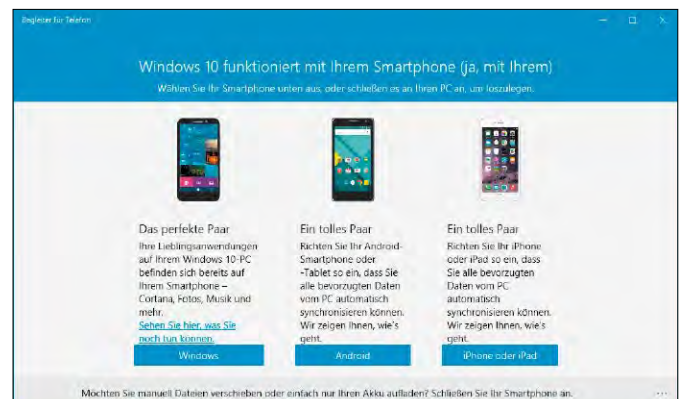 Begleiter für Telefon
Windows 10 funktioniert mit Ihrem Smartphone (ja, mit Ihrem)
Wählen Sie Ihr Smartphone unten aus, oder schließen es an Ihren PC an, um loszulegen.
Das perfekte Paar
Ihre Lieblingsanwendungen
auf Ihrem Windows 10-PC
befinden sich bereits auf
Ihrem Smartphone –
Cortana, Fotos, Musik und
mehr.
Sehen Sie hier, was Sie
noch tun können.
Windows
Ein tolles Paar
Richten Sie Ihr Android-
Smartphone oder
-Tablet so ein, dass Sie
alle bevorzugten Daten
vom PC automatisch
synchronisieren können.
Wir zeigen Ihnen, wie's
geht.
Android
Ein tolles Paar
Richten Sie Ihr iPhone
oder iPad so ein, dass
Sie alle bevorzugten
Daten vom PC
automatisch
synchronisieren können.
Wir zeigen Ihnen, wie's
geht.
iPhone oder iPad
Möchten Sie manuell Dateien verschieben oder einfach nur Ihren Akku aufladen? Schließen Sie Ihr Smartphone an.